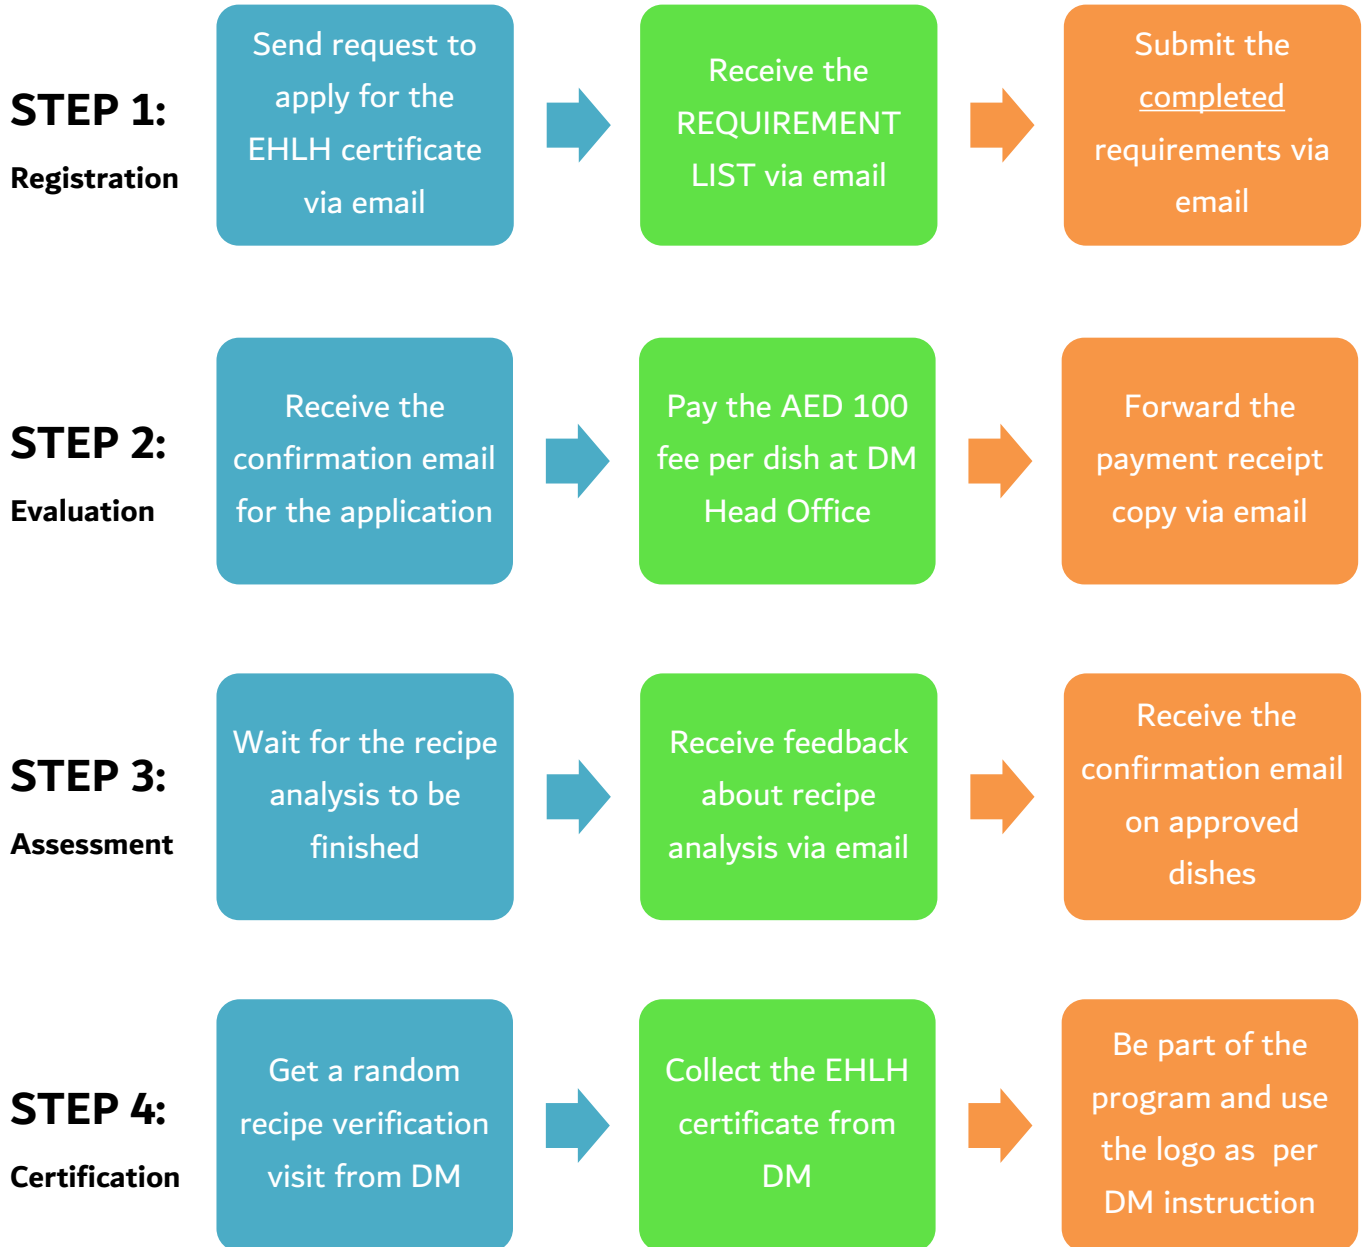 STEP 1:
Registration
Send request to
apply for the
EHLH certificate
via email
Receive the
REQUIREMENT
LIST via email
Submit the
completed
requirements via
email
STEP 2:
Evaluation
Receive the
confirmation email
for the application
Pay the AED 100
fee per dish at DM
Head Office
Forward the
payment receipt
copy via email
STEP 3:
Assessment
Wait for the recipe
analysis to be
finished
Receive feedback
about recipe
analysis via email
Receive the
confirmation email
on approved
dishes
STEP 4:
Certification
Get a random
recipe verification
visit from DM
Collect the EHLH
certificate from
DM
Be part of the
program and use
the logo as  per
DM instruction